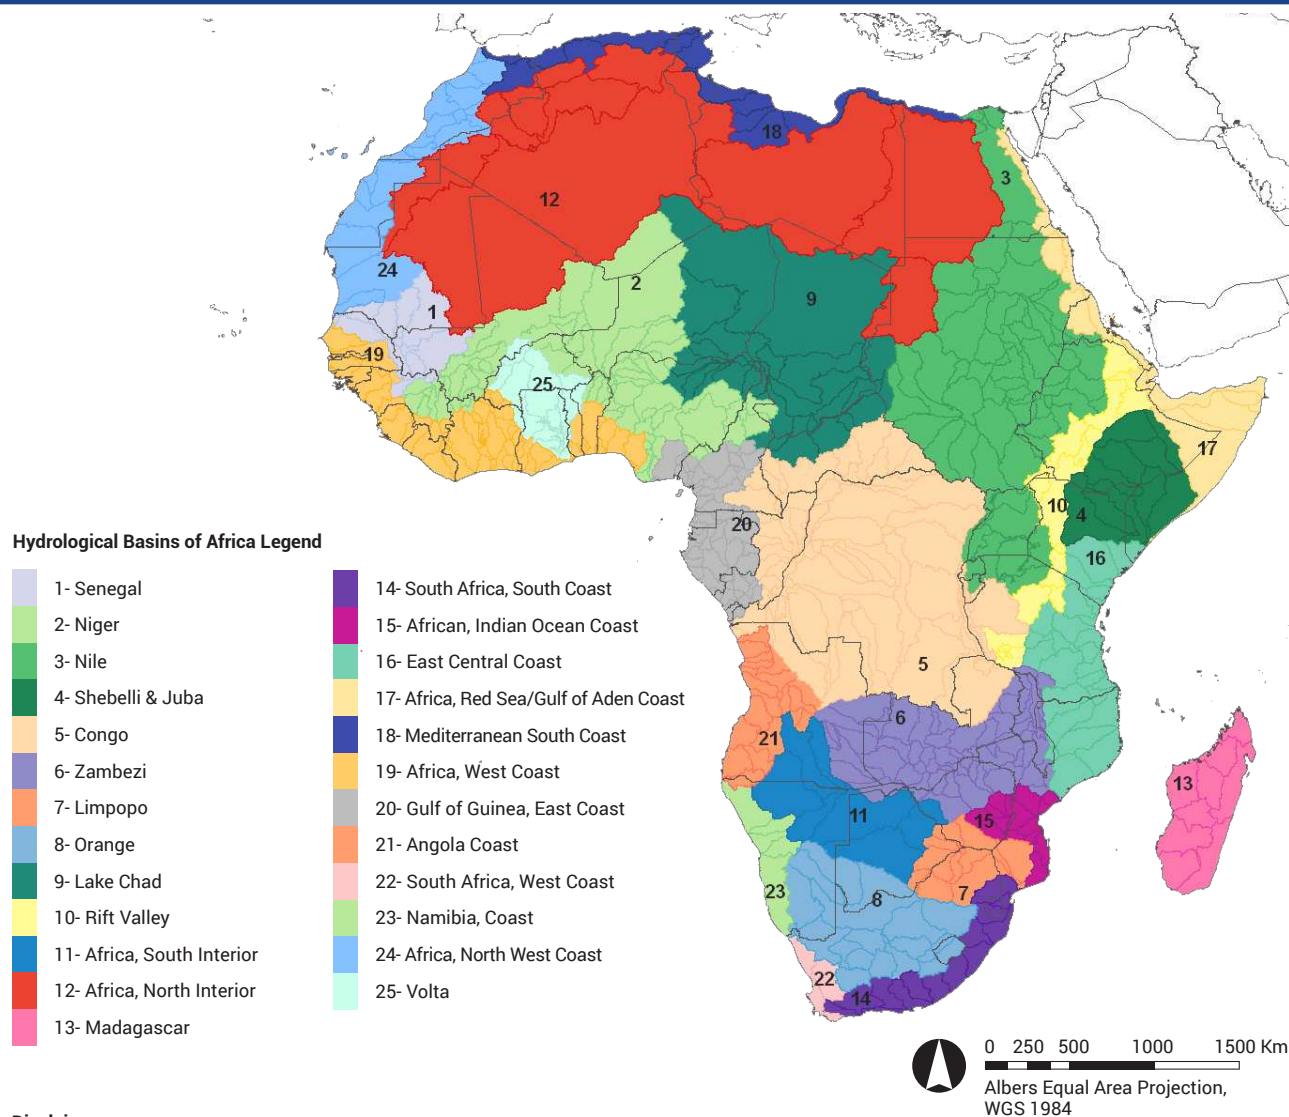 18
12
3
24
2
9
1
19
25
17
10
4
20
16
5
6
21
13
11
15
23
8
7
22
14
Hydrological Basins of Africa Legend
1- Senegal
2- Niger
3- Nile
4- Shebelli & Juba
5- Congo
6- Zambezi
7- Limpopo
8- Orange
9- Lake Chad
10- Rift Valley
11- Africa, South Interior
12- Africa, North Interior
13- Madagascar
14- South Africa, South Coast
15- African, Indian Ocean Coast
16- East Central Coast
17- Africa, Red Sea/Gulf of Aden Coast
18- Mediterranean South Coast
19- Africa, West Coast
20- Gulf of Guinea, East Coast
21- Angola Coast
22- South Africa, West Coast
23- Namibia, Coast
24- Africa, North West Coast
25- Volta
0 250 500 1000 1500 Km
Albers Equal Area Projection,
WGS 1984